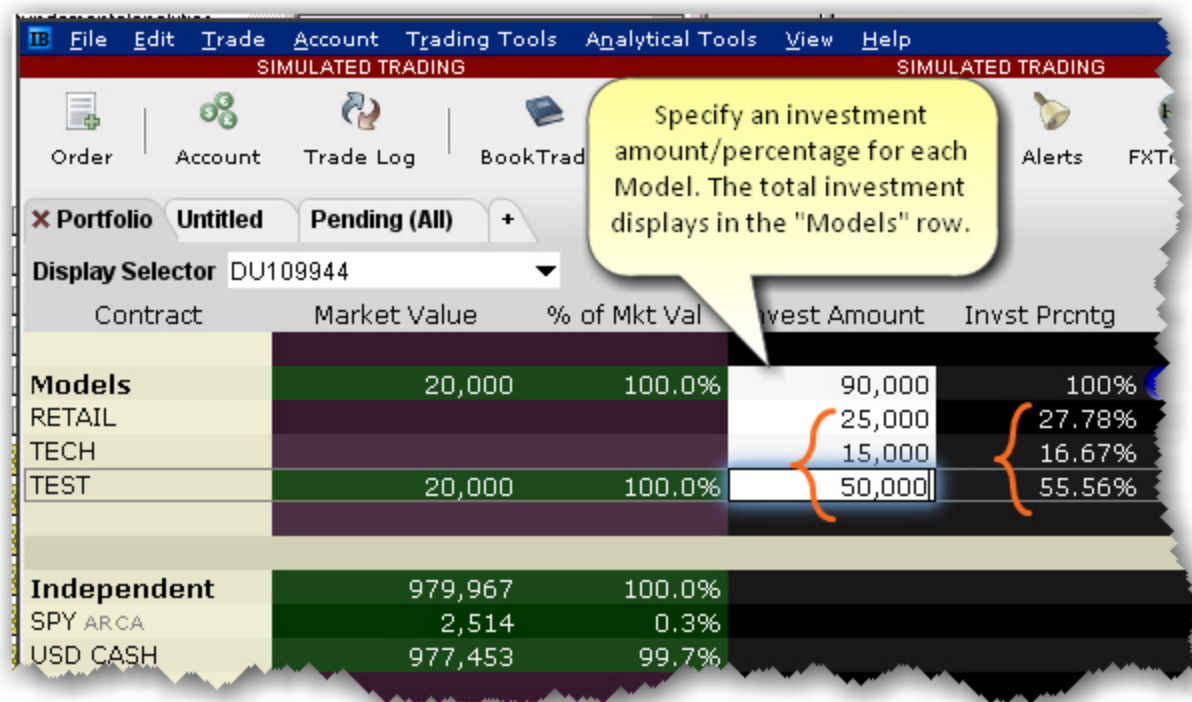 IB File Edit Trade Account Trading Tools Analytical Tools View Help
SIMULATED TRADING SIMULATED TRADING
Specify an investment
amount/percentage for each
Model. The total investment
displays in the "Models" row.
Order Account Trade Log BookTrad Alerts
X Portfolio Untitled Pending (All) +
Display Selector DU109944
Contract Market Value % of Mkt Val vest Amount Invst Prcntg
Models 20,000 100.0% 90,000 100%
RETAIL 25,000 27.78%
TECH 15,000 16.67%
TEST 20,000 100.0% 50,000 55.56%
Independent 979,967 100.0%
SPY ARCA 2,514 0.3%
USD CASH 977,453 99.7%